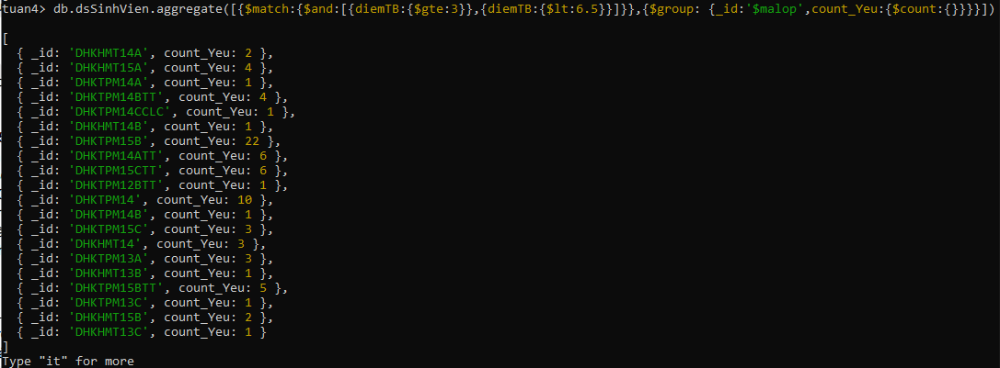 tuan4> db.dsSinhVien.aggregate([{$match:{$and:[{diemTB:{$gte:3}},{diemTB:{$lt:6.5}}]}},{$group: {_id:'$malop',count_Yeu:{$count:{}}}}])
[
  { _id: 'DHKHMT14A', count_Yeu: 2 },
  { _id: 'DHKHMT15A', count_Yeu: 4 },
  { _id: 'DHKTPM14A', count_Yeu: 1 },
  { _id: 'DHKTPM14BTT', count_Yeu: 4 },
  { _id: 'DHKTPM14CCLC', count_Yeu: 1 },
  { _id: 'DHKHMT14B', count_Yeu: 1 },
  { _id: 'DHKTPM15B', count_Yeu: 22 },
  { _id: 'DHKTPM14ATT', count_Yeu: 6 },
  { _id: 'DHKTPM15CTT', count_Yeu: 6 },
  { _id: 'DHKTPM12BTT', count_Yeu: 1 },
  { _id: 'DHKTPM14', count_Yeu: 10 },
  { _id: 'DHKTPM14B', count_Yeu: 1 },
  { _id: 'DHKTPM15C', count_Yeu: 3 },
  { _id: 'DHKHMT14', count_Yeu: 3 },
  { _id: 'DHKTPM13A', count_Yeu: 3 },
  { _id: 'DHKHMT13B', count_Yeu: 1 },
  { _id: 'DHKTPM15BTT', count_Yeu: 5 },
  { _id: 'DHKTPM13C', count_Yeu: 1 },
  { _id: 'DHKHMT15B', count_Yeu: 2 },
  { _id: 'DHKHMT13C', count_Yeu: 1 }
]
Type "it" for more